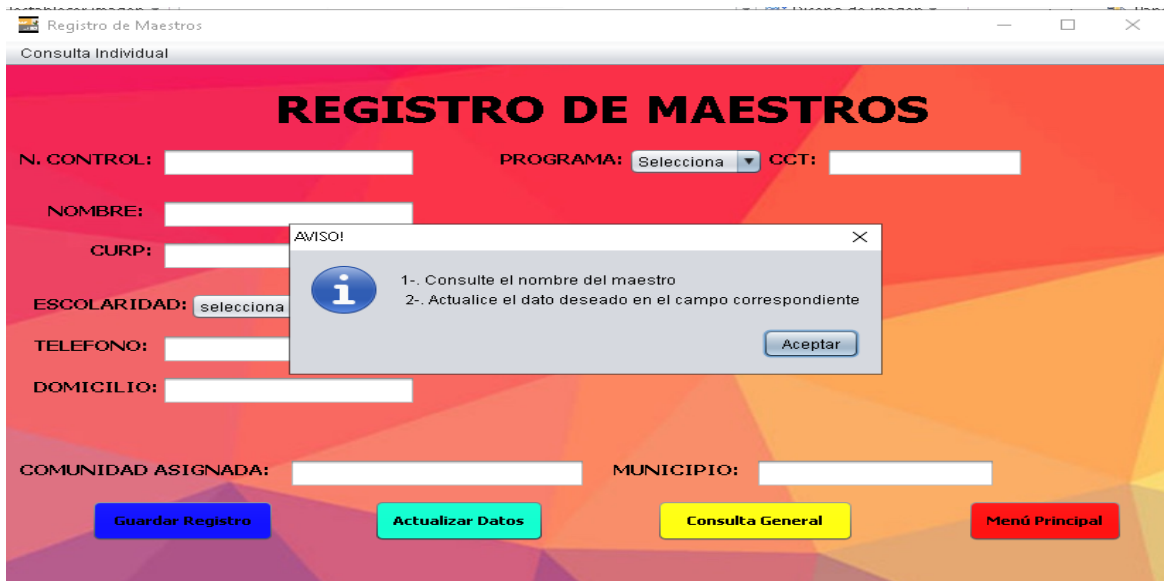 Registro de Maestros
Consulta Individual
REGISTRO DE MAESTROS
N. CONTROL:
PROGRAMA: Selecciona CCT:
NOMBRE:
CURP:
AVISO!
1-. Consulte el nombre del maestro
2-. Actualice el dato deseado en el campo correspondiente
Aceptar
ESCOLARIDAD: selecciona
TELEFONO:
DOMICILIO:
COMUNIDAD ASIGNADA:
MUNICIPIO:
Guardar Registro
Actualizar Datos
Consulta General
Menú Principal